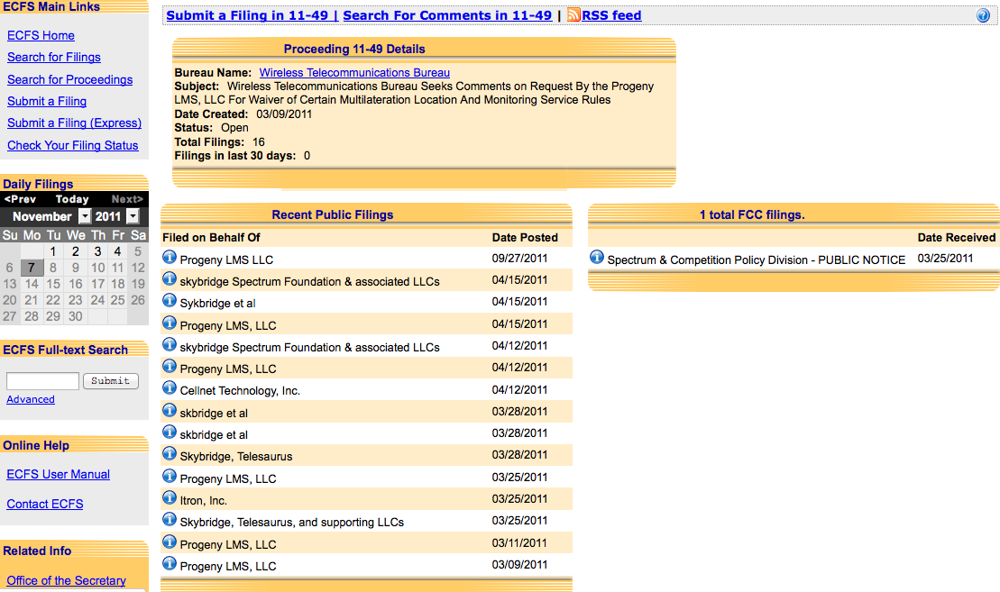 ECFS Main Links
ECFS Home
Search for Filings
Search for Proceedings
Submit a Filing
Submit a Filing (Express)
Check Your Filing Status
Daily Filings
<Prev Today Next>
November 2011
Su Mo Tu We Th Fr Sa
1 2 3 4 5
6 7 8 9 10 11 12
13 14 15 16 17 18 19
20 21 22 23 24 25 26
27 28 29 30
ECFS Full-text Search
Submit
Advanced
Online Help
ECFS User Manual
Contact ECFS
Related Info
Office of the Secretary
Submit a Filing in 11-49 | Search For Comments in 11-49 | RSS feed
?
Proceeding 11-49 Details
Bureau Name: Wireless Telecommunications Bureau
Subject: Wireless Telecommunications Bureau Seeks Comments on Request By the Progeny
LMS, LLC For Waiver of Certain Multilateration Location And Monitoring Service Rules
Date Created: 03/09/2011
Status: Open
Total Filings: 16
Filings in last 30 days: 0
Recent Public Filings
Filed on Behalf Of Date Posted
Progeny LMS LLC 09/27/2011
skybridge Spectrum Foundation & associated LLCs 04/15/2011
Sykbridge et al 04/15/2011
Progeny LMS, LLC 04/15/2011
skybridge Spectrum Foundation & associated LLCs 04/12/2011
Progeny LMS, LLC 04/12/2011
Cellnet Technology, Inc. 04/12/2011
skbridge et al 03/28/2011
skbridge et al 03/28/2011
Skybridge, Telesaurus 03/28/2011
Progeny LMS, LLC 03/25/2011
Itron, Inc. 03/25/2011
Skybridge, Telesaurus, and supporting LLCs 03/25/2011
Progeny LMS, LLC 03/11/2011
Progeny LMS, LLC 03/09/2011
1 total FCC filings.
Date Received
Spectrum & Competition Policy Division - PUBLIC NOTICE 03/25/2011